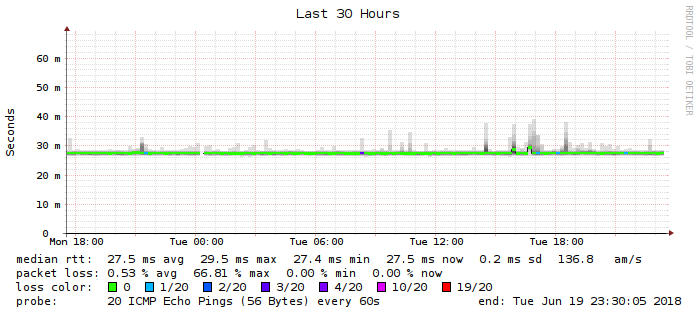 Last 30 Hours
RRDTOOL / TOBI OETIKER
Seconds
60 m
50 m
40 m
30 m
20 m
10 m
0
Mon 18:00 Tue 00:00 Tue 06:00 Tue 12:00 Tue 18:00
median rtt: 27.5 ms avg 29.5 ms max 27.4 ms min 27.5 ms now 0.2 ms sd 136.8 am/s
packet loss: 0.53 % avg 66.81 % max 0.00 % min 0.00 % now
loss color: 0 1/20 2/20 3/20 4/20 10/20 19/20
probe: 20 ICMP Echo Pings (56 Bytes) every 60s end: Tue Jun 19 23:30:05 2018